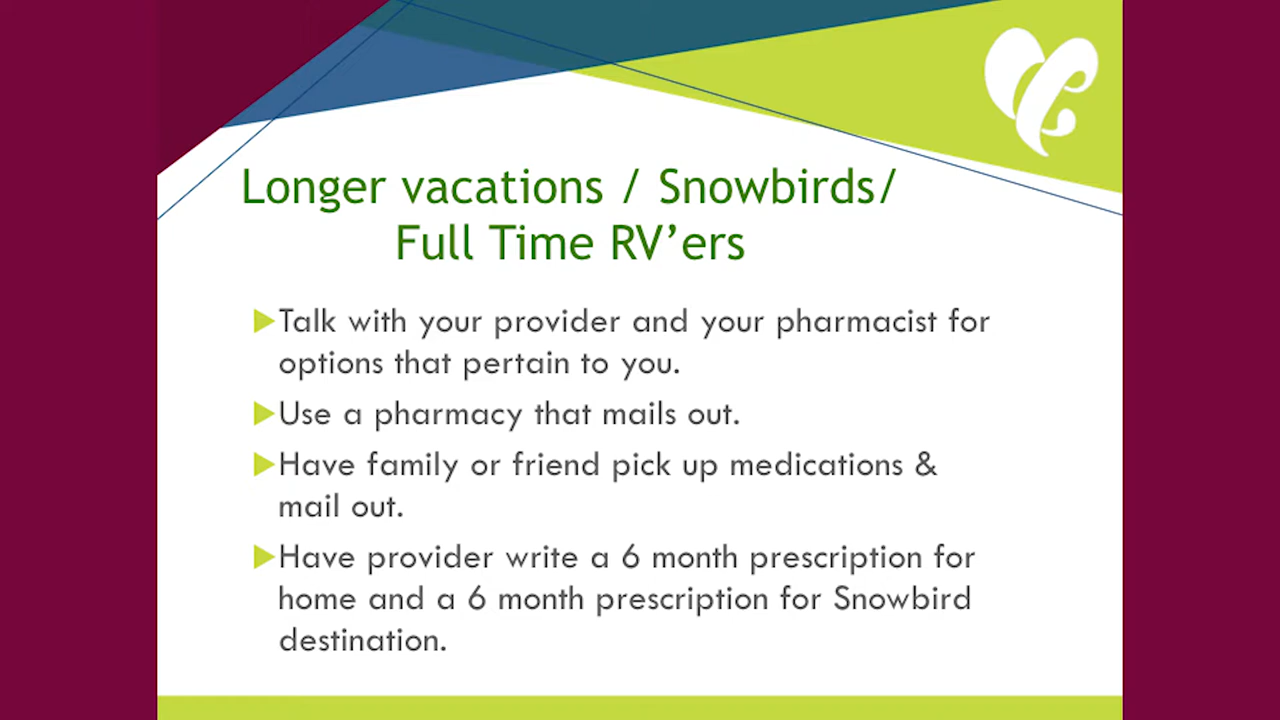 Longer vacations / Snowbirds/
Full Time RV’ers
Talk with your provider and your pharmacist for
options that pertain to you.
Use a pharmacy that mails out.
Have family or friend pick up medications &
mail out.
Have provider write a 6 month prescription for
home and a 6 month prescription for Snowbird
destination.